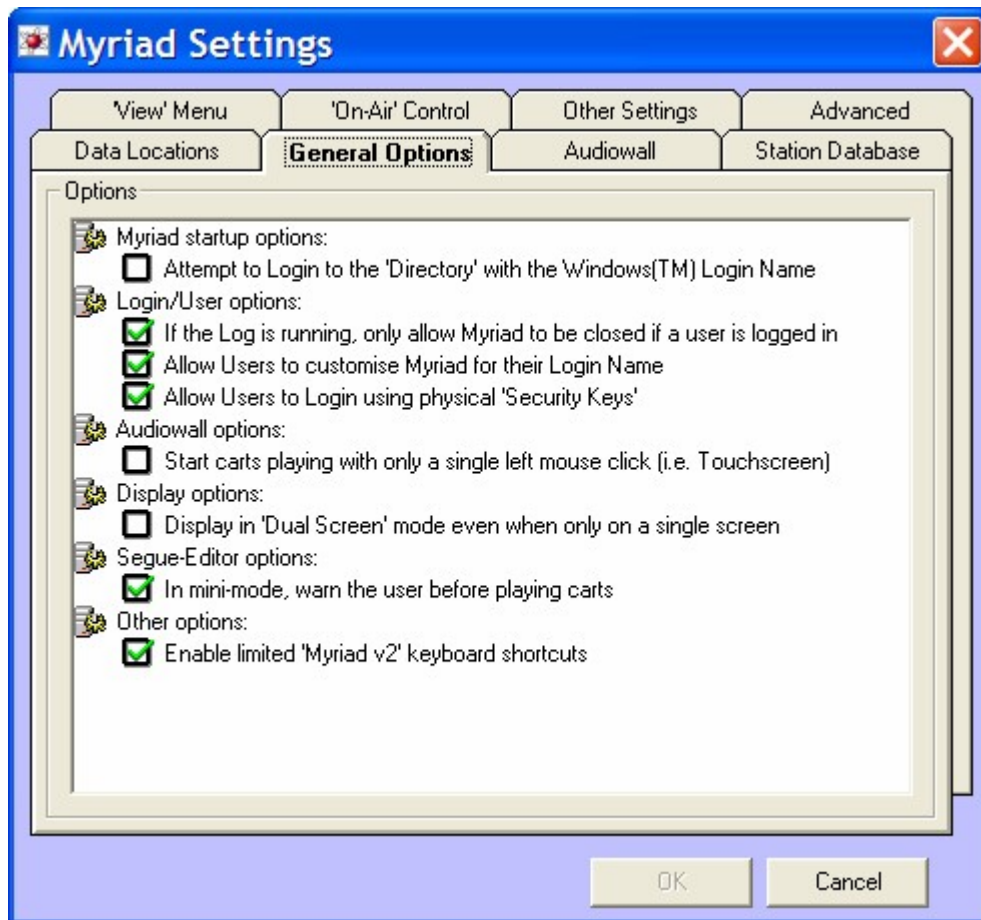 Myriad Settings
'View' Menu
'On-Air' Control
Other Settings
Advanced
Data Locations
General Options
Audiowall
Station Database
Options
Myriad startup options:
Attempt to Login to the 'Directory' with the Windows(TM) Login Name
Login/User options:
If the Log is running, only allow Myriad to be closed if a user is logged in
Allow Users to customise Myriad for their Login Name
Allow Users to Login using physical 'Security Keys'
Audiowall options:
Start carts playing with only a single left mouse click (i.e. Touchscreen)
Display options:
Display in 'Dual Screen' mode even when only on a single screen
Segue-Editor options:
In mini-mode, warn the user before playing carts
Other options:
Enable limited 'Myriad v2' keyboard shortcuts
OK
Cancel